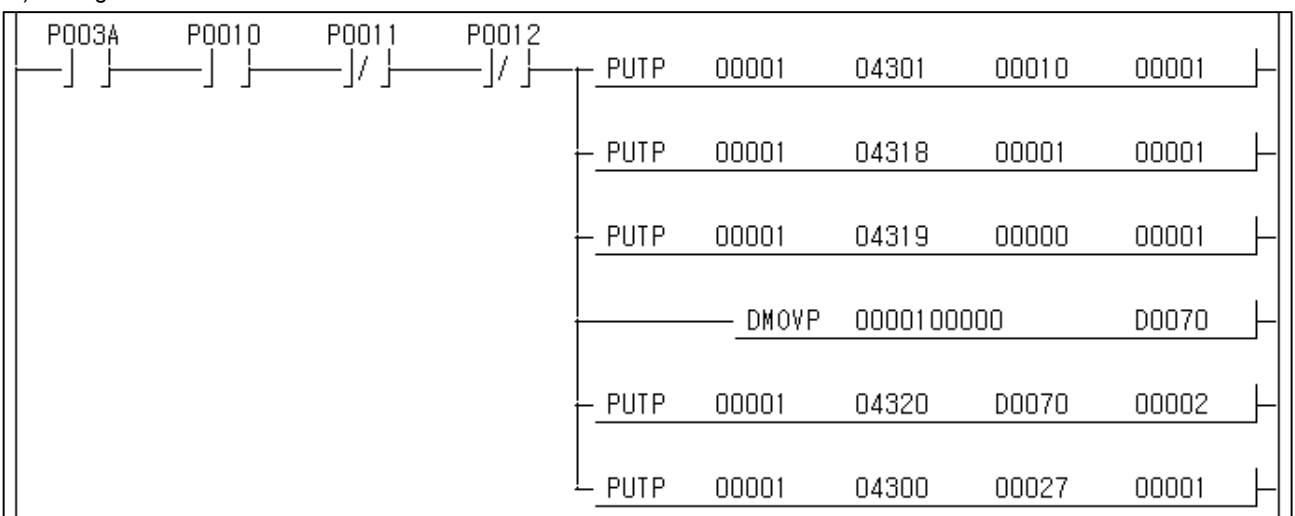 P003A P0010 P0011 P0012
PUTP 00001 04301 00010 00001
PUTP 00001 04318 00001 00001
PUTP 00001 04319 00000 00001
DMOVP 0000100000 D0070
PUTP 00001 04320 D0070 00002
PUTP 00001 04300 00027 00001